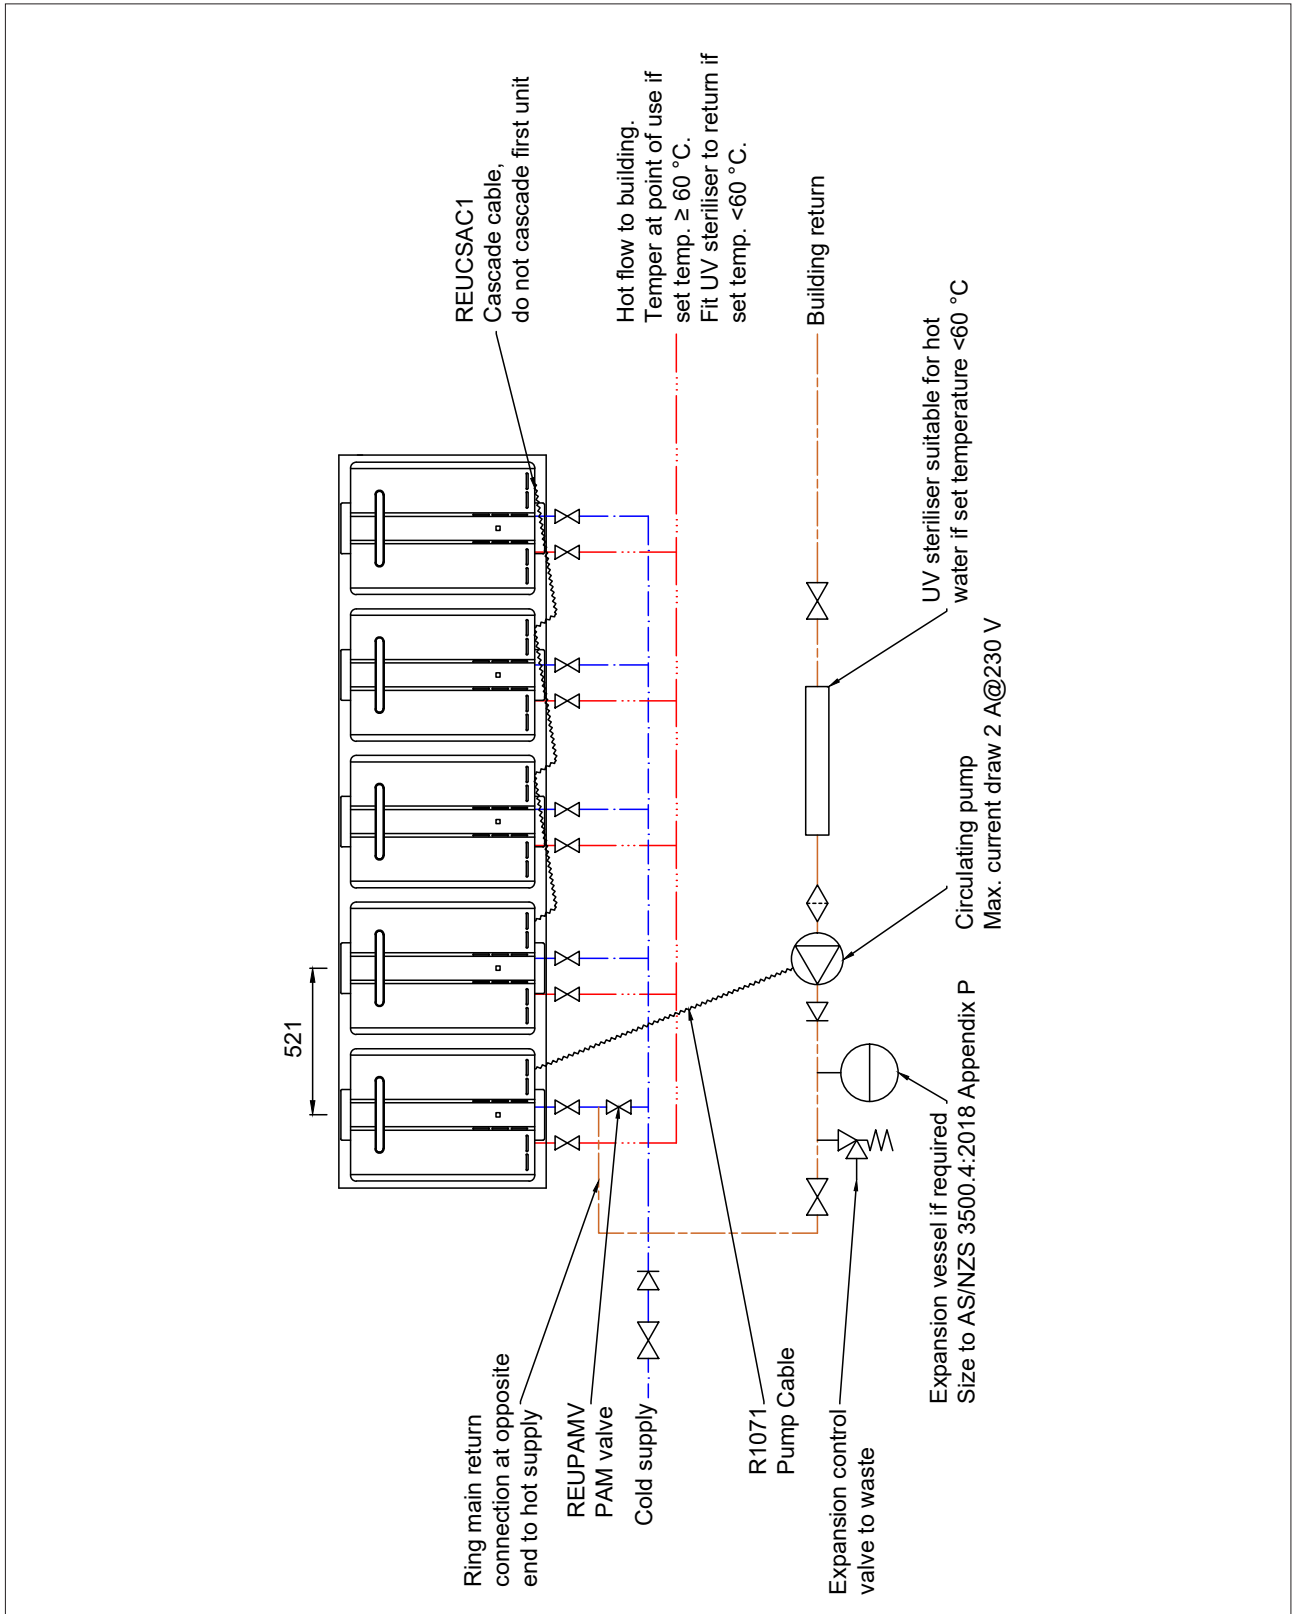 REUCSAC1
Cascade cable,
do not cascade first unit
Hot flow to building.
Temper at point of use if
set temp. ≥ 60 °C.
Fit UV steriliser to return if
set temp. <60 °C.
Building return
UV steriliser suitable for hot
water if set temperature <60 °C
Circulating pump
Max. current draw 2 A@230 V
521
Expansion vessel if required
Size to AS/NZS 3500.4:2018 Appendix P
Ring main return
connection at opposite
end to hot supply
REUPAMV
PAM valve
Cold supply
R1071
Pump Cable
Expansion control
valve to waste